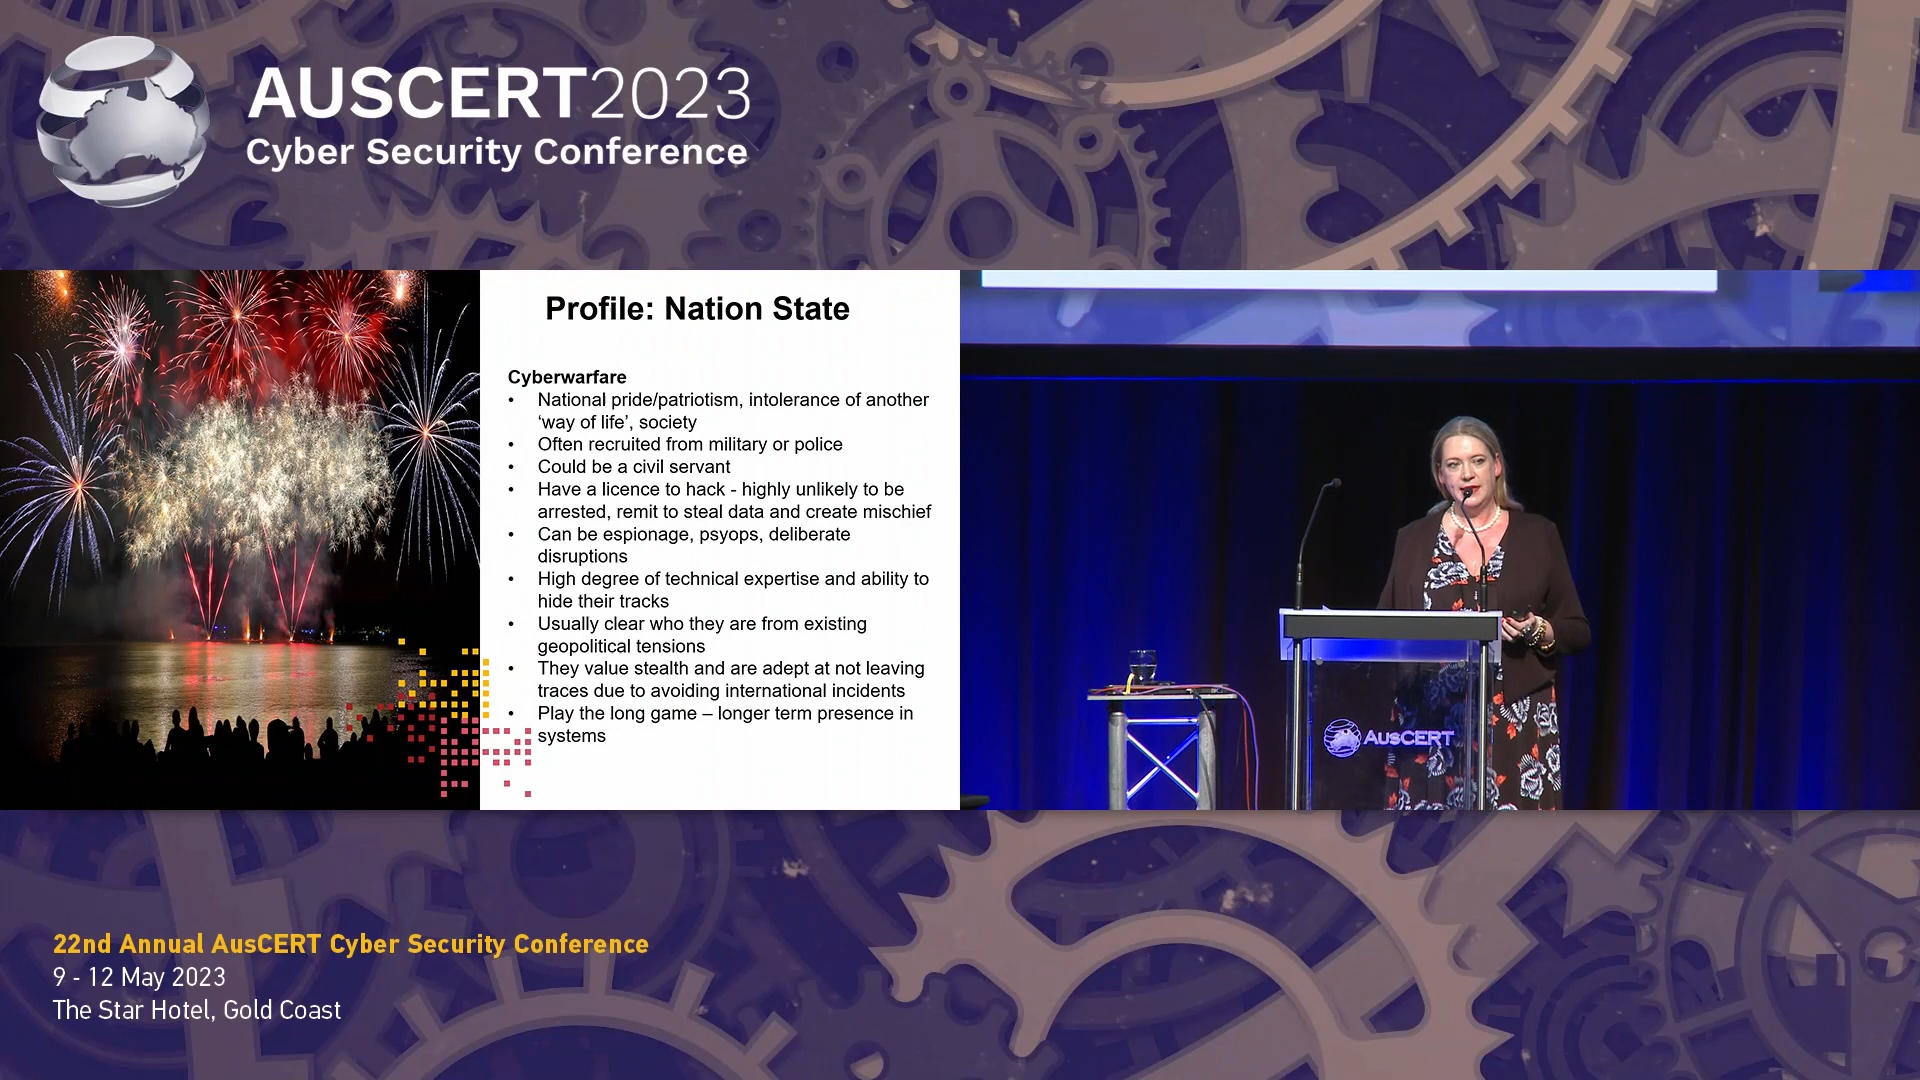 AUSCERT2023
Cyber Security Conference
Profile: Nation State
Cyberwarfare
• National pride/patriotism, intolerance of another
‘way of life’, society
• Often recruited from military or police
• Could be a civil servant
• Have a licence to hack - highly unlikely to be
arrested, remit to steal data and create mischief
• Can be espionage, psyops, deliberate
disruptions
• High degree of technical expertise and ability to
hide their tracks
• Usually clear who they are from existing
geopolitical tensions
• They value stealth and are adept at not leaving
traces due to avoiding international incidents
• Play the long game – longer term presence in
systems
AusCERT
22nd Annual AusCERT Cyber Security Conference
9 - 12 May 2023
The Star Hotel, Gold Coast